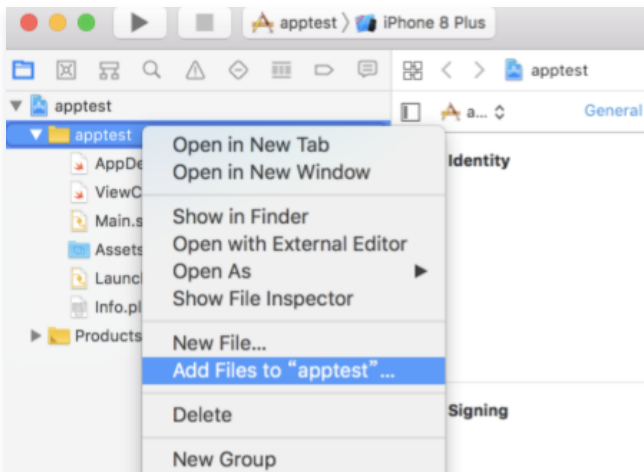 apptest iPhone 8 Plus
apptest
apptest
a... General
apptest
AppDe
ViewC
Main.s
Assets
Launc
Info.pl
Products
Open in New Tab
Open in New Window
Show in Finder
Open with External Editor
Open As
Show File Inspector
New File...
Add Files to “apptest”...
Delete
New Group
Identity
Signing